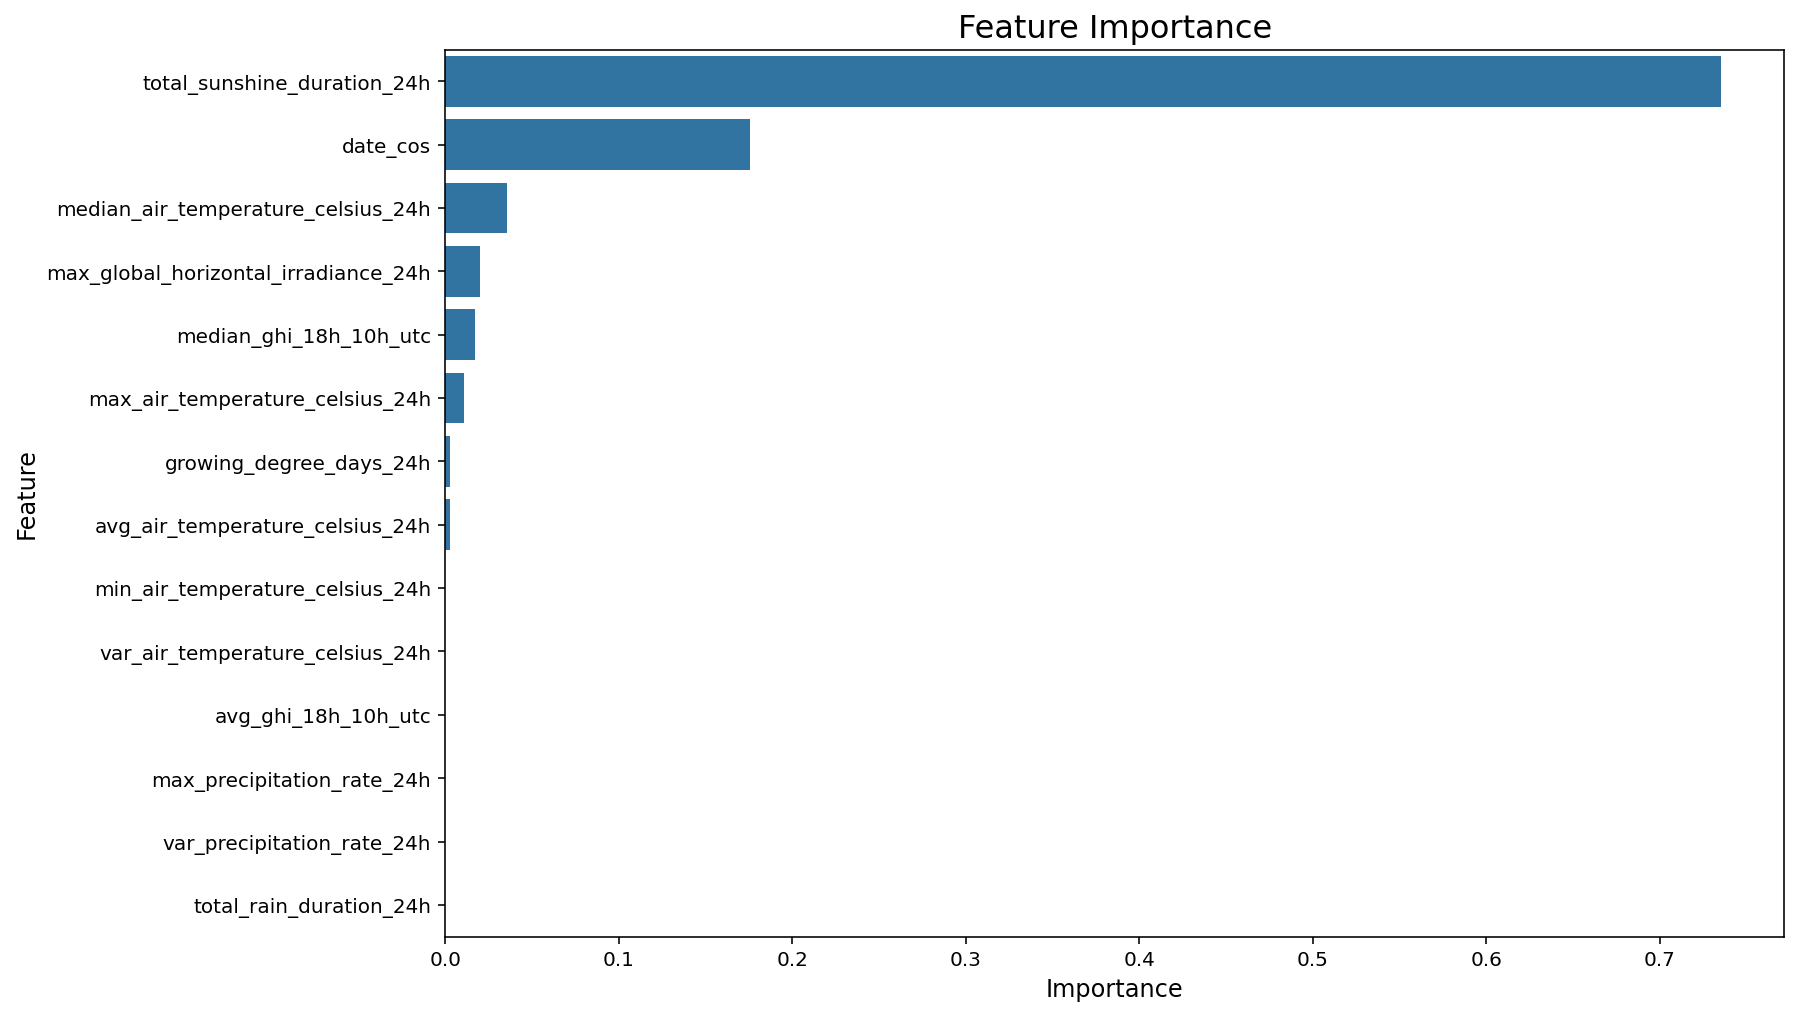 Feature Importance
total_sunshine_duration_24h
date_cos
median_air_temperature_celsius_24h
max_global_horizontal_irradiance_24h
median_ghi_18h_10h_utc
max_air_temperature_celsius_24h
growing_degree_days_24h
avg_air_temperature_celsius_24h
min_air_temperature_celsius_24h
var_air_temperature_celsius_24h
avg_ghi_18h_10h_utc
max_precipitation_rate_24h
var_precipitation_rate_24h
total_rain_duration_24h
Feature
0.0 0.1 0.2 0.3 0.4 0.5 0.6 0.7
Importance